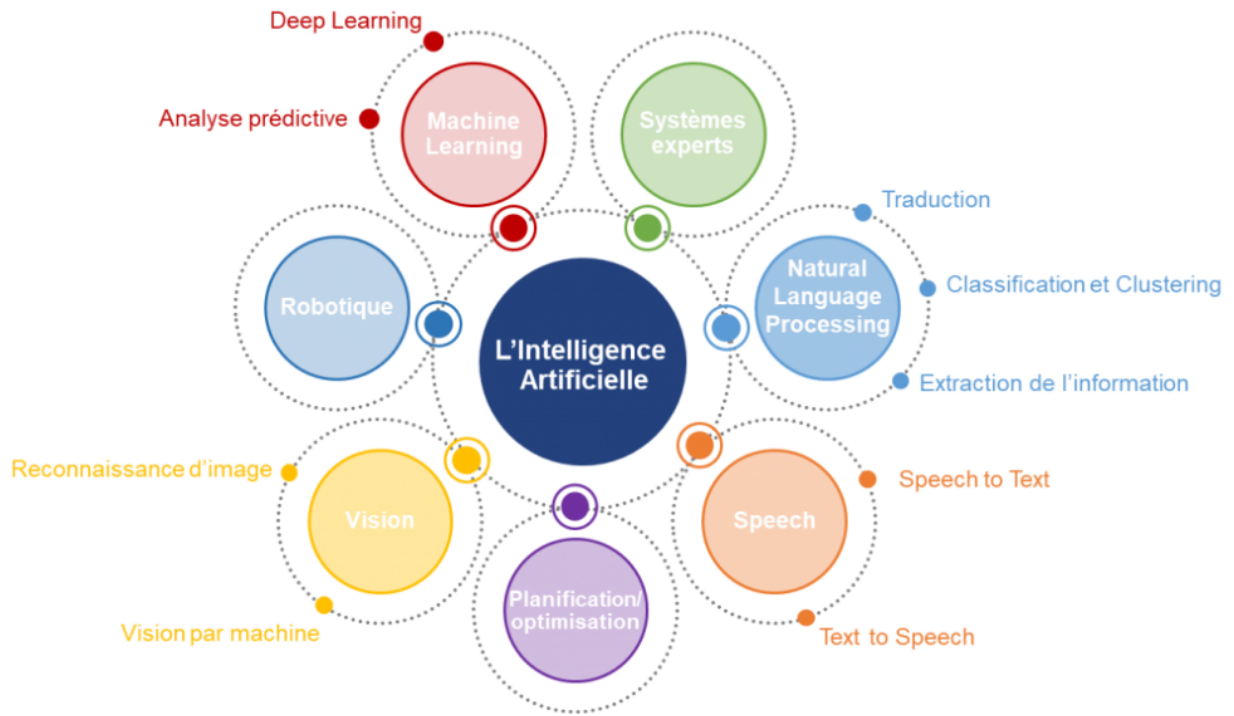 Deep Learning
Analyse prédictive
Machine
Learning
Systèmes
experts
Traduction
Natural
Language
Processing
Classification et Clustering
Extraction de l'information
Robotique
L'Intelligence
Artificielle
Reconnaissance d'image
Vision
Vision par machine
Speech
Speech to Text
Text to Speech
Planification/
optimisation